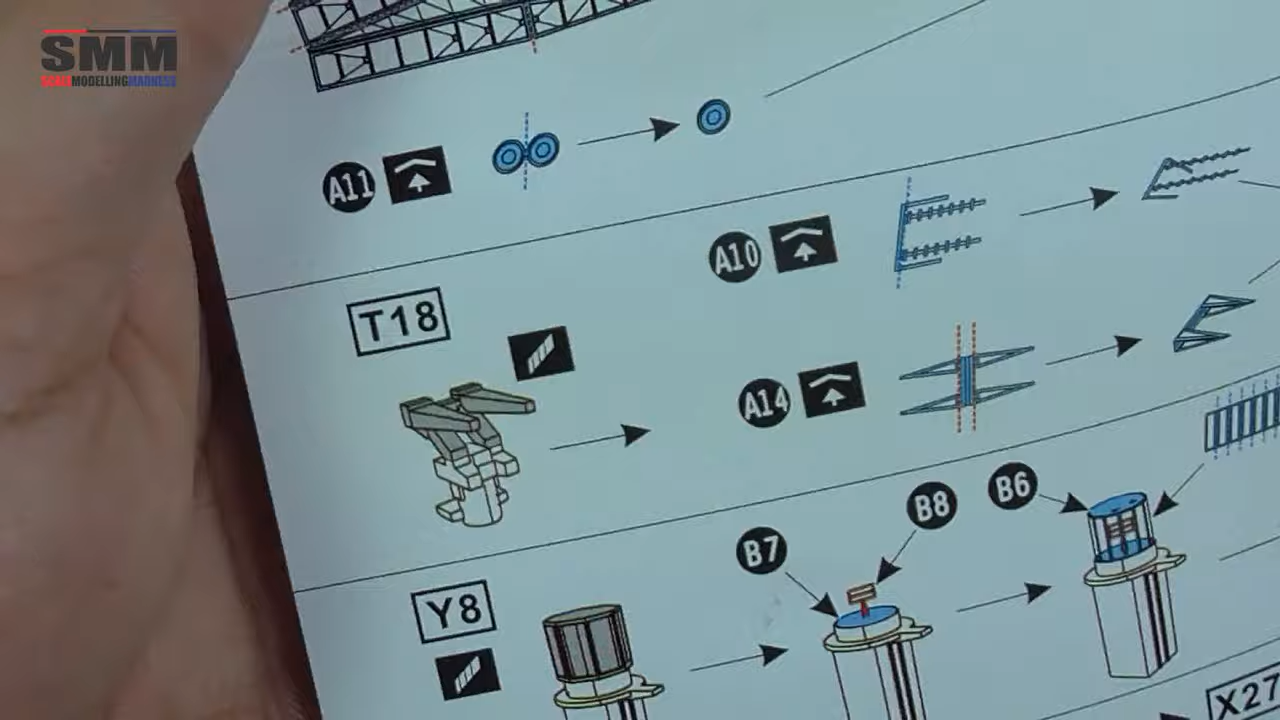 SMM
SCALEMODELLINGMADNESS
A11
A10
T18
A14
B8
B6
B7
Y8
X27